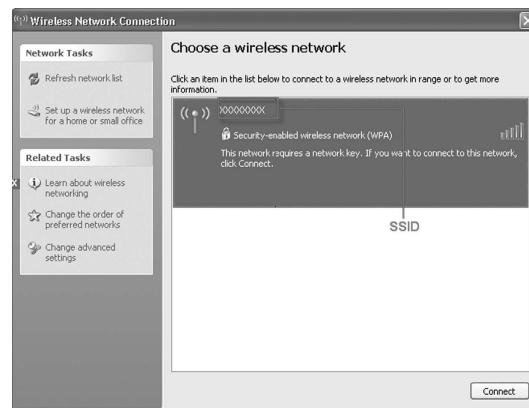 Wireless Network Connection
Network Tasks
Refresh network list
Set up a wireless network
for a home or small office
Related Tasks
Learn about wireless
networking
Change the order of
preferred networks
Change advanced
settings
Choose a wireless network
Click an item in the list below to connect to a wireless network in range or to get more
information.
XXXXXXXX
Security-enabled wireless network (WPA)
This network requires a network key. If you want to connect to this network,
click Connect.
SSID
Connect